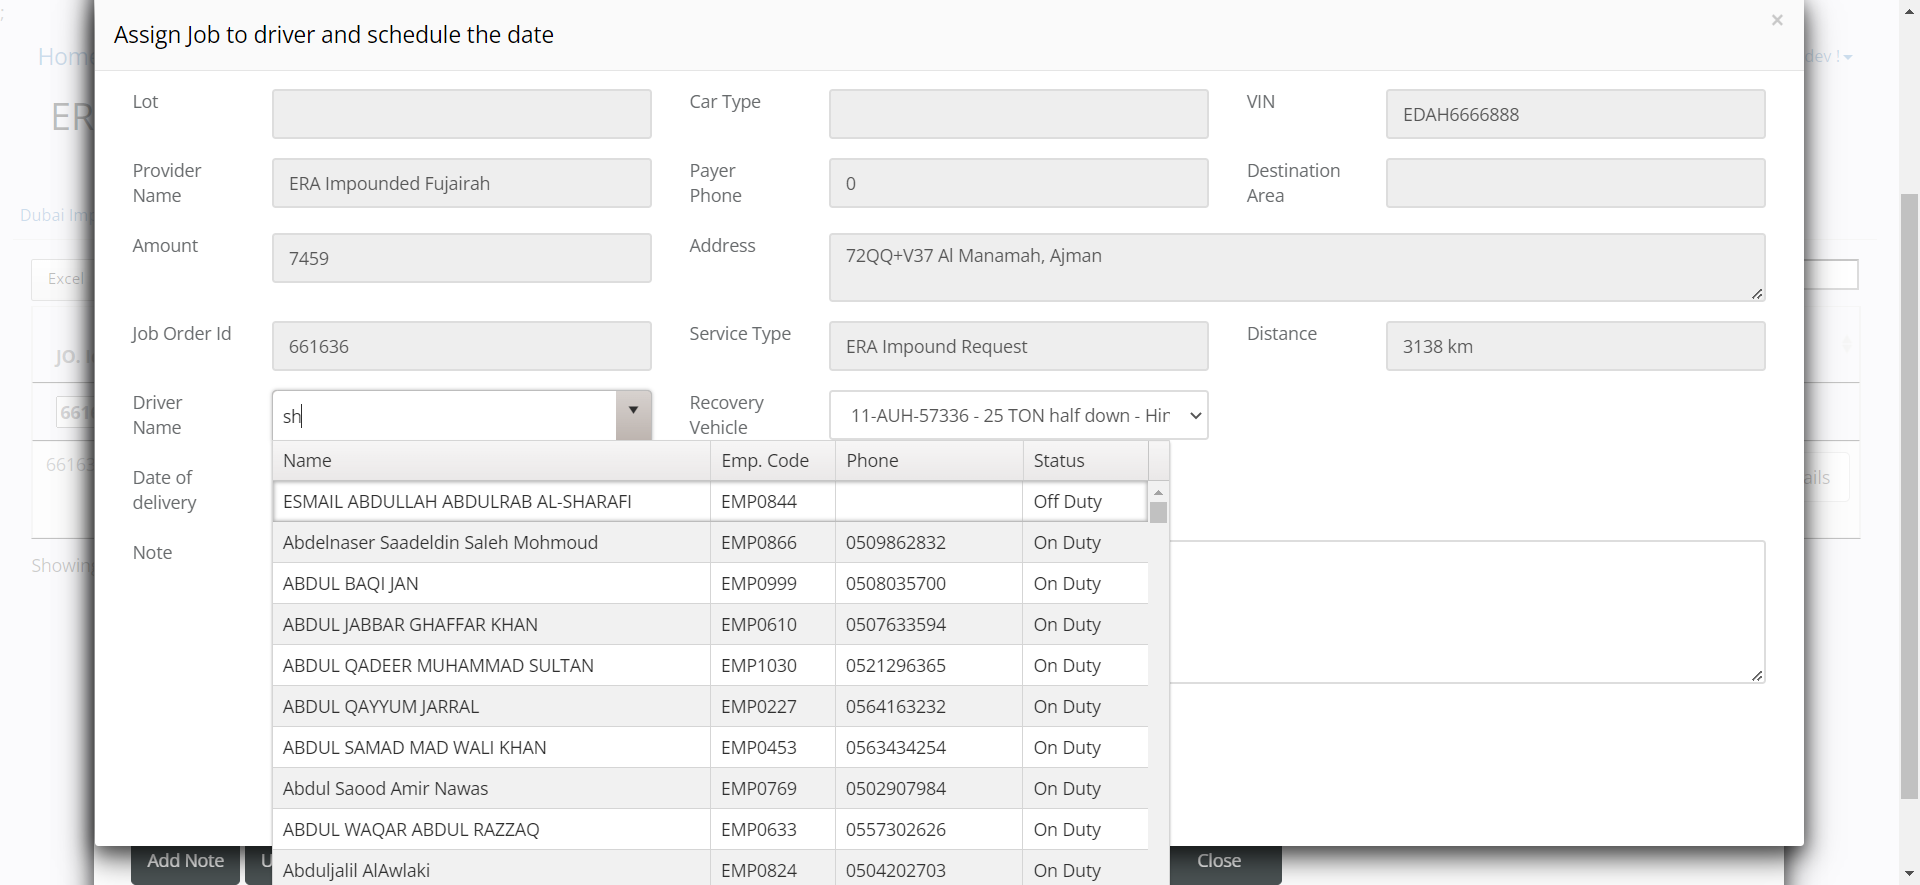 ;
Assign Job to driver and schedule the date
×
Home
dev !
ER
Lot
Car Type
VIN
EDAH6666888
Provider Name
ERA Impounded Fujairah
Payer Phone
0
Destination Area
Dubai Im
Amount
7459
Address
72QQ+V37 Al Manamah, Ajman
Excel
Job Order Id
661636
Service Type
ERA Impound Request
Distance
3138 km
JO. I
Driver Name
sh
Recovery Vehicle
11-AUH-57336 - 25 TON half down - Hir
661
Name Emp. Code Phone Status
66163
Date of delivery
ails
ESMAIL ABDULLAH ABDULRAB AL-SHARAFI EMP0844 Off Duty
Abdelnaser Saadeldin Saleh Mohmoud EMP0866 0509862832 On Duty
Note
Showing
ABDUL BAQI JAN EMP0999 0508035700 On Duty
ABDUL JABBAR GHAFFAR KHAN EMP0610 0507633594 On Duty
ABDUL QADEER MUHAMMAD SULTAN EMP1030 0521296365 On Duty
ABDUL QAYYUM JARRAL EMP0227 0564163232 On Duty
ABDUL SAMAD MAD WALI KHAN EMP0453 0563434254 On Duty
Abdul Saood Amir Nawas EMP0769 0502907984 On Duty
ABDUL WAQAR ABDUL RAZZAQ EMP0633 0557302626 On Duty
Abduljalil AlAwlaki EMP0824 0504202703 On Duty
Add Note
U
Close